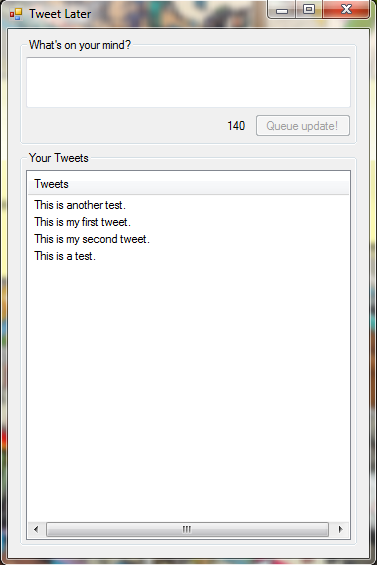 Tweet Later
What's on your mind?
140 Queue update!
Your Tweets
Tweets
This is another test.
This is my first tweet.
This is my second tweet.
This is a test.